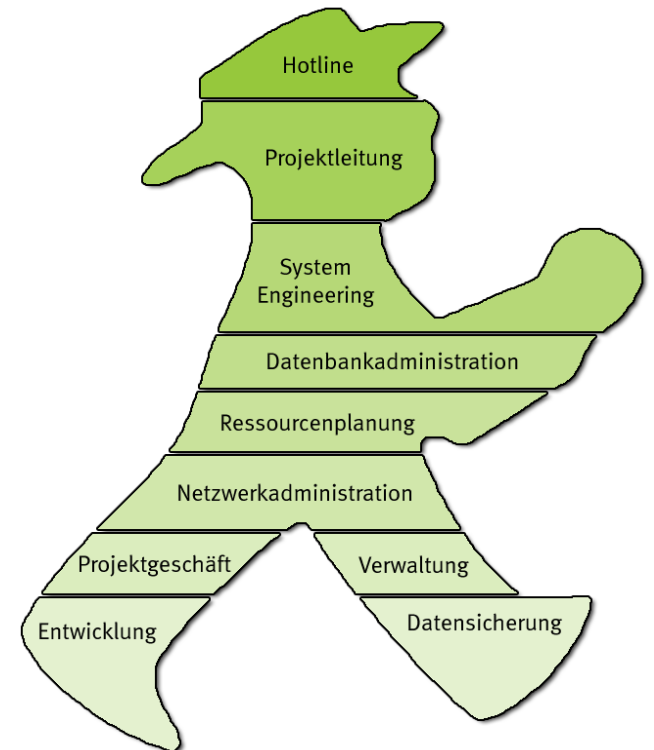 Hotline
Projektleitung
System
Engineering
Datenbankadministration
Ressourcenplanung
Netzwerkadministration
Projektgeschäft
Verwaltung
Entwicklung
Datensicherung